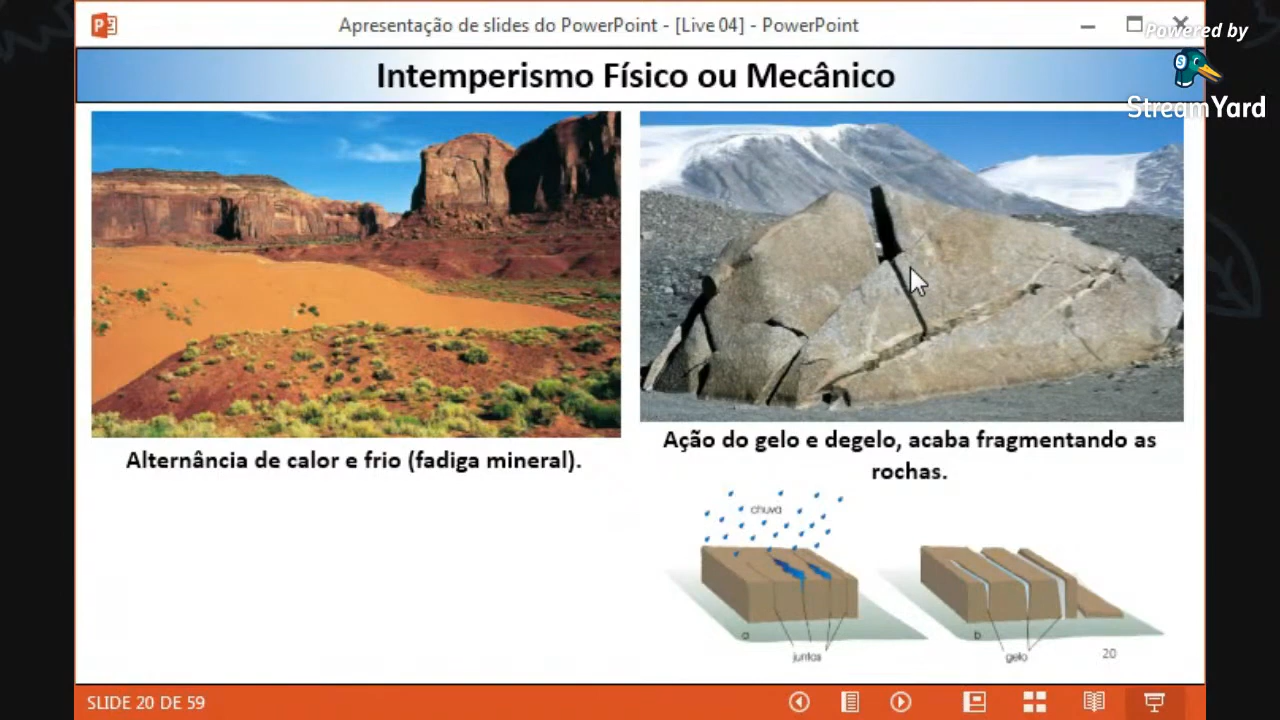 Apresentação de slides do PowerPoint - [Live 04] - PowerPoint
Powered by
StreamYard
Intemperismo Físico ou Mecânico
Alternância de calor e frio (fadiga mineral).
Ação do gelo e degelo, acaba fragmentando as
rochas.
chuva
a
juntas
b
gelo
20
SLIDE 20 DE 59